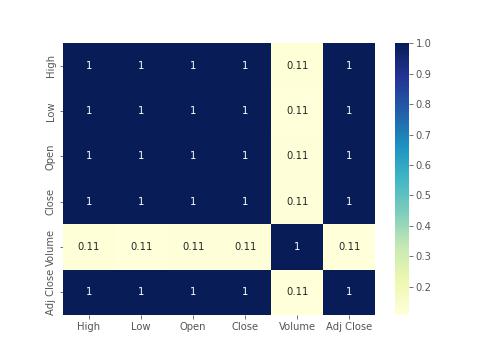 High 1 1 1 1 0.11 1
Low 1 1 1 1 0.11 1
Open 1 1 1 1 0.11 1
Close 1 1 1 1 0.11 1
Volume 0.11 0.11 0.11 0.11 1 0.11
Adj Close 1 1 1 1 0.11 1
High Low Open Close Volume Adj Close
1.0
0.9
0.8
0.7
0.6
0.5
0.4
0.3
0.2